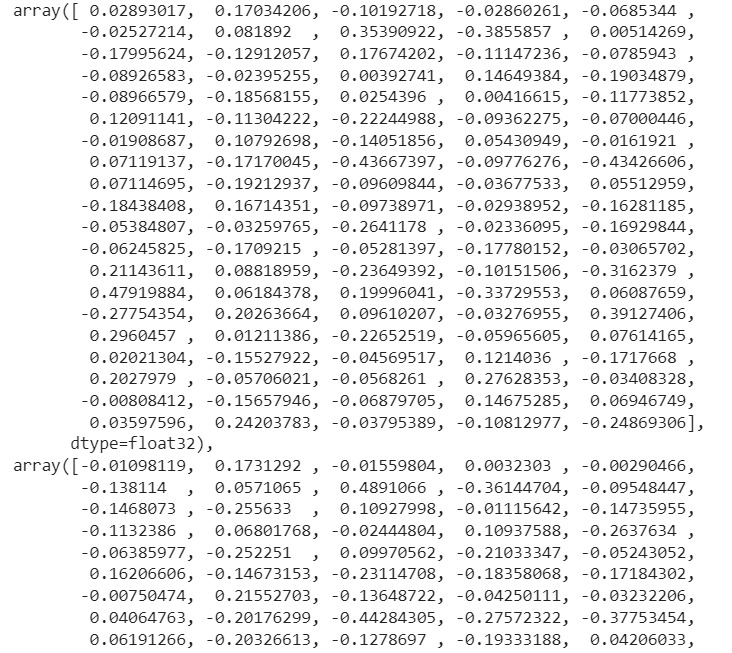 array([ 0.02893017,  0.17034206, -0.10192718, -0.02860261, -0.0685344 ,
-0.02527214,  0.081892  ,  0.35390922, -0.3855857 ,  0.00514269,
-0.17995624, -0.12912057,  0.17674202, -0.11147236, -0.0785943 ,
-0.08926583, -0.02395255,  0.00392741,  0.14649384, -0.19034879,
-0.08966579, -0.18568155,  0.0254396 ,  0.00416615, -0.11773852,
0.12091141, -0.11304222, -0.22244988, -0.09362275, -0.07000446,
-0.01908687,  0.10792698, -0.14051856,  0.05430949, -0.0161921 ,
0.07119137, -0.17170045, -0.43667397, -0.09776276, -0.43426606,
0.07114695, -0.19212937, -0.09609844, -0.03677533,  0.05512959,
-0.18438408,  0.16714351, -0.09738971, -0.02938952, -0.16281185,
-0.05384807, -0.03259765, -0.2641178 , -0.02336095, -0.16929844,
-0.06245825, -0.1709215 , -0.05281397, -0.17780152, -0.03065702,
0.21143611,  0.08818959, -0.23649392, -0.10151506, -0.3162379 ,
0.47919884,  0.06184378,  0.19996041, -0.33729553,  0.06087659,
-0.27754354,  0.20263664,  0.09610207, -0.03276955,  0.39127406,
0.2960457 ,  0.01211386, -0.22652519, -0.05965605,  0.07614165,
0.02021304, -0.15527922, -0.04569517,  0.1214036 , -0.1717668 ,
0.2027979 , -0.05706021, -0.0568261 ,  0.27628353, -0.03408328,
-0.00808412, -0.15657946, -0.06879705,  0.14675285,  0.06946749,
0.03597596,  0.24203783, -0.03795389, -0.10812977, -0.24869306],
dtype=float32),
array([-0.01098119,  0.1731292 , -0.01559804,  0.0032303 , -0.00290466,
-0.138114  ,  0.0571065 ,  0.4891066 , -0.36144704, -0.09548447,
-0.1468073 , -0.255633  ,  0.10927998, -0.01115642, -0.14735955,
-0.1132386 ,  0.06801768, -0.02444804,  0.10937588, -0.2637634 ,
-0.06385977, -0.252251  ,  0.09970562, -0.21033347, -0.05243052,
0.16206606, -0.14673153, -0.23114708, -0.18358068, -0.17184302,
-0.00750474,  0.21552703, -0.13648722, -0.04250111, -0.03232206,
0.04064763, -0.20176299, -0.44284305, -0.27572322, -0.37753454,
0.06191266, -0.20326613, -0.1278697 , -0.19333188,  0.04206033,